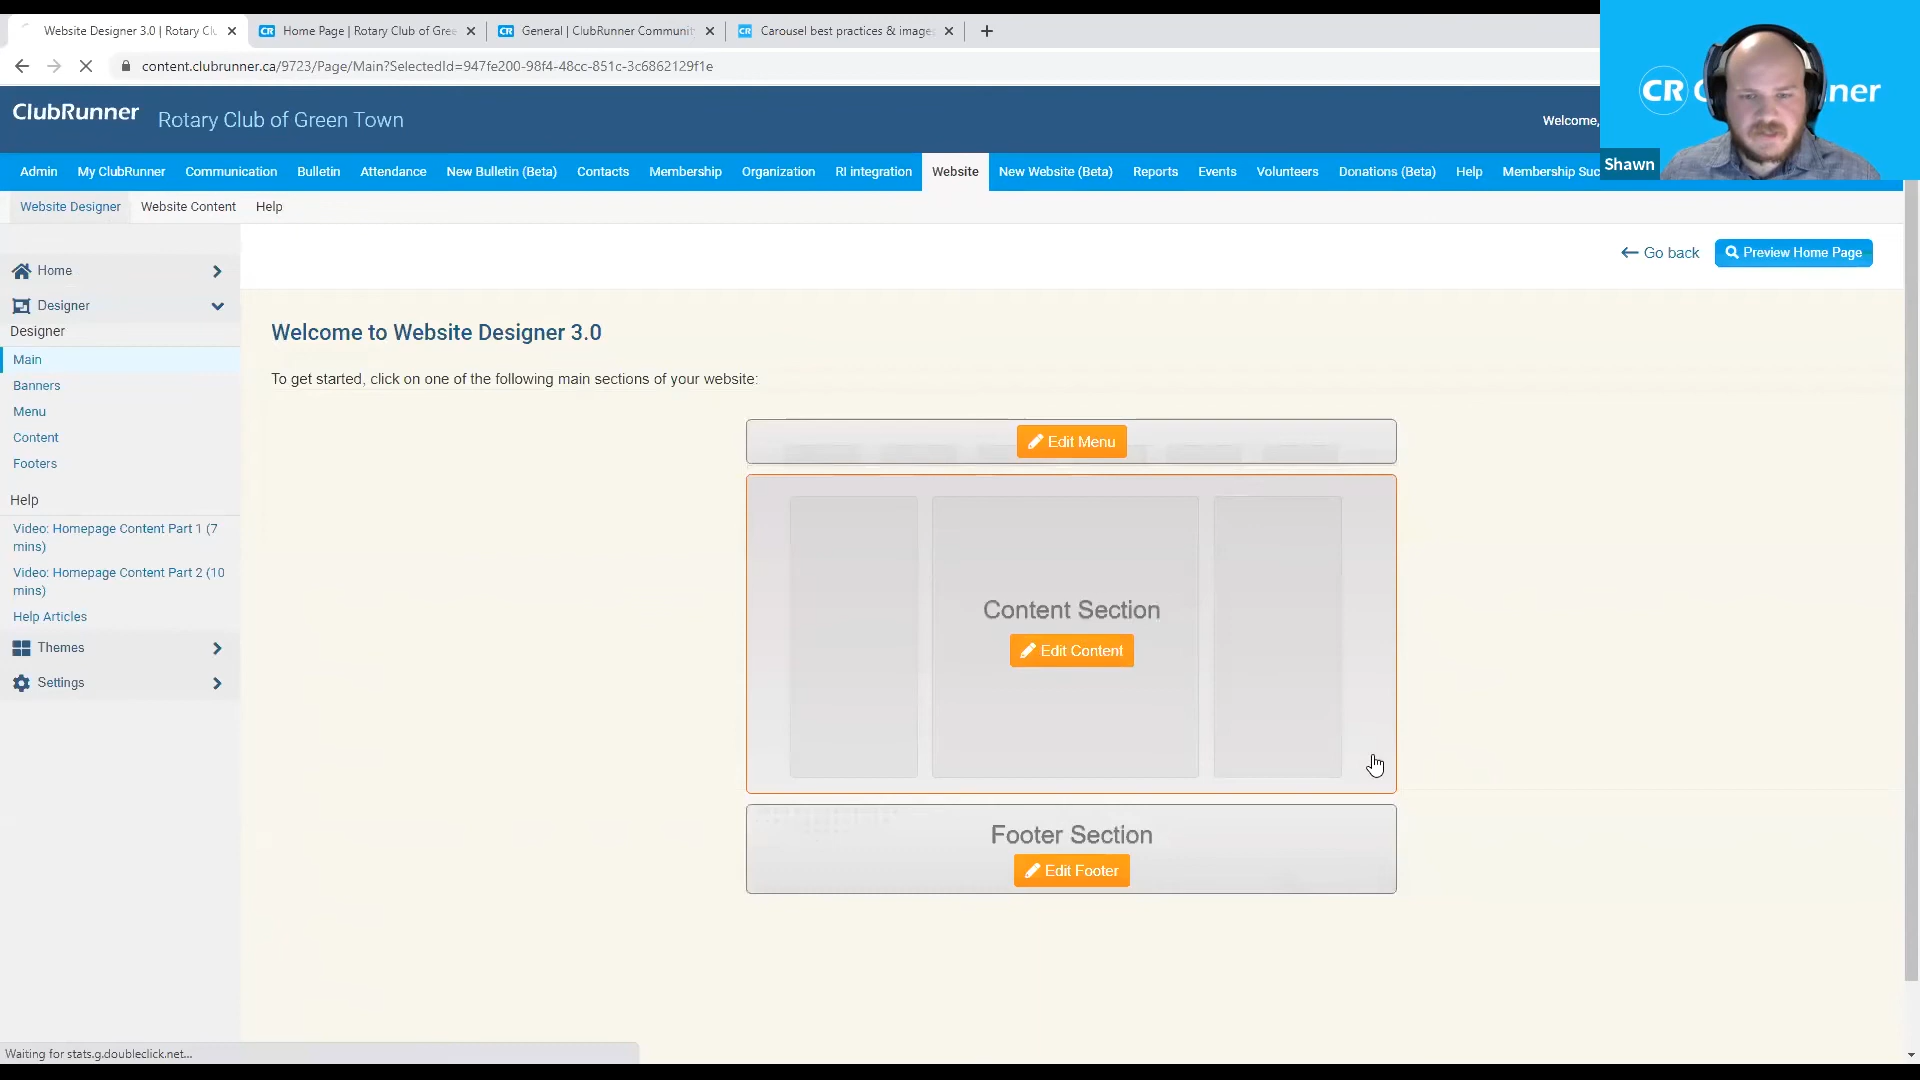 Website Designer 3.0 | Rotary Clu
Home Page | Rotary Club of Gree
General | ClubRunner Communit
Carousel best practices & image
content.clubrunner.ca/9723/Page/Main?SelectedId=947fe200-98f4-48cc-851c-3c6862129f1e
CR
ner
Shawn
ClubRunner
Rotary Club of Green Town
Welcome,
Admin
My ClubRunner
Communication
Bulletin
Attendance
New Bulletin (Beta)
Contacts
Membership
Organization
RI integration
Website
New Website (Beta)
Reports
Events
Volunteers
Donations (Beta)
Help
Membership Suc
Website Designer
Website Content
Help
Go back
Preview Home Page
Home
Designer
Designer
Main
Banners
Menu
Content
Footers
Help
Video: Homepage Content Part 1 (7
mins)
Video: Homepage Content Part 2 (10
mins)
Help Articles
Themes
Settings
Welcome to Website Designer 3.0
To get started, click on one of the following main sections of your website:
Edit Menu
Content Section
Edit Content
Footer Section
Edit Footer
Waiting for stats.g.doubleclick.net...